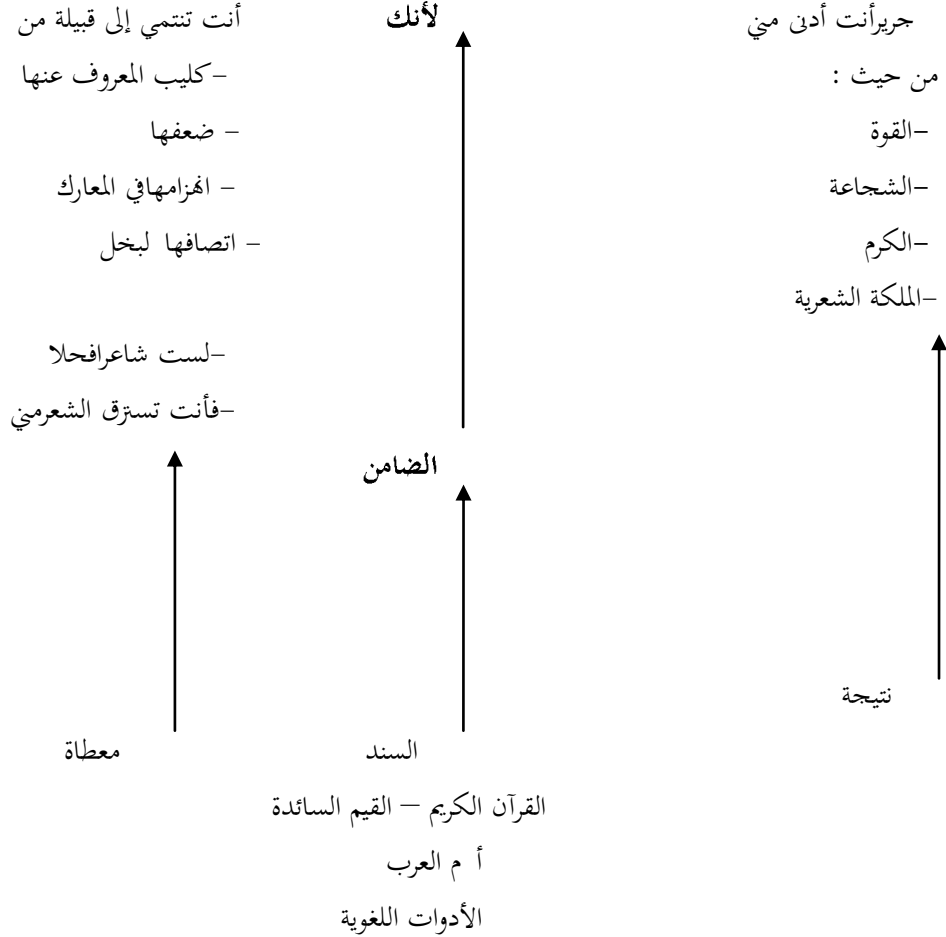 جريرأنت أدنى مني
من حيث :
–القوة
–الشجاعة
–الكرم
–الملكة الشعرية
نتيجة
لأنك
الضامن
السند
القرآن الكريم – القيم السائدة
أ م العرب
الأدوات اللغوية
أنت تنتمي إلى قبيلة من
–كليب المعروف عنها
– ضعفها
– انهزامهافي المعارك
– اتصافها لبخل
–لست شاعرافحلا
–فأنت تسترق الشعرمني
معطاة